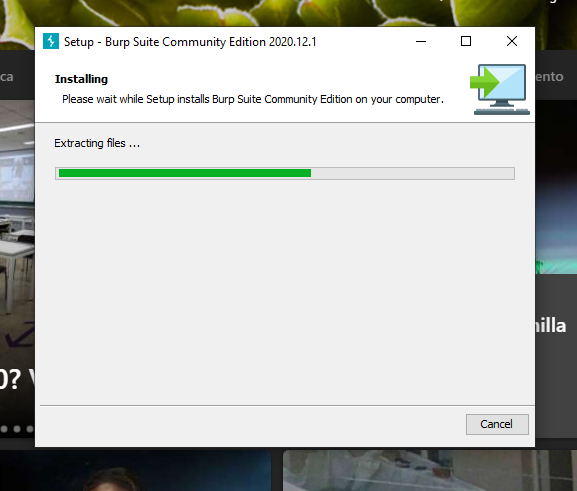 Setup - Burp Suite Community Edition 2020.12.1
ca
ento
Installing
Please wait while Setup installs Burp Suite Community Edition on your computer.
Extracting files ...
nilla
0? V
Cancel